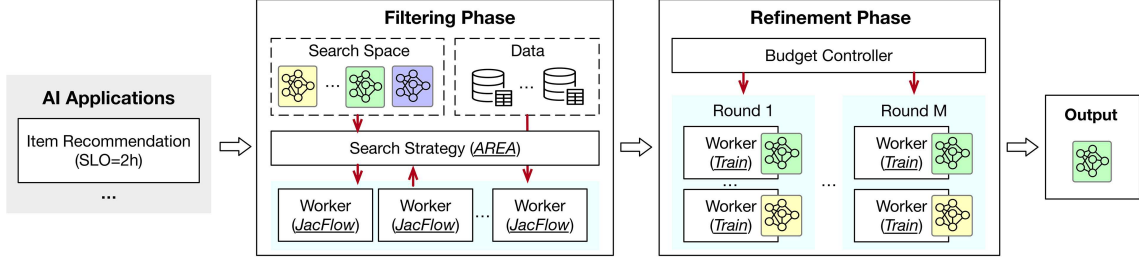 AI Applications
Item Recommendation
(SLO=2h)
...
Filtering Phase
Search Space
...
Data
...
Search Strategy (AREA)
Worker
(JacFlow)
Worker
(JacFlow)
...
Worker
(JacFlow)
Refinement Phase
Budget Controller
Round 1
Worker
(Train)
...
Worker
(Train)
...
Round M
Worker
(Train)
...
Worker
(Train)
Output